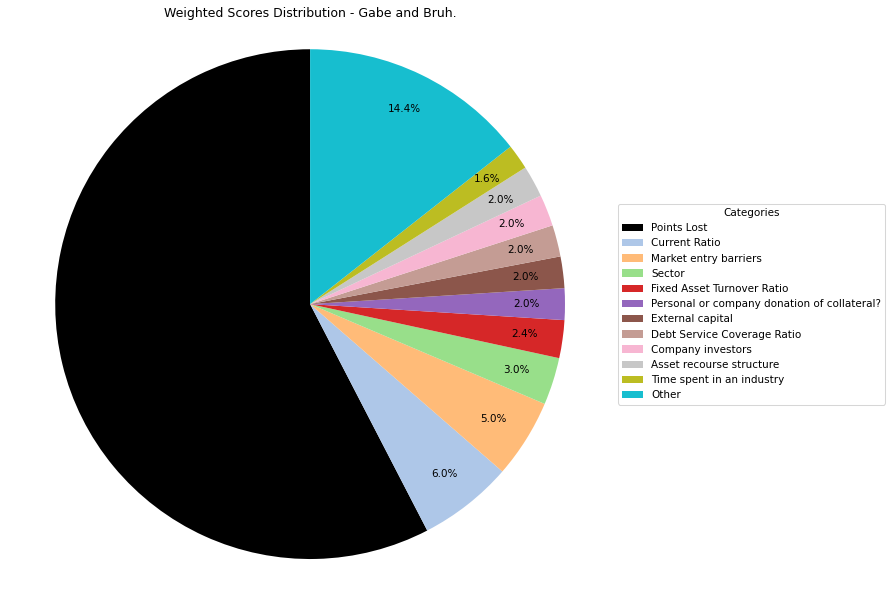 Weighted Scores Distribution - Gabe and Bruh.
14.4%
1.6%
2.0%
2.0%
2.0%
2.0%
2.0%
2.4%
3.0%
5.0%
6.0%
Categories
Points Lost
Current Ratio
Market entry barriers
Sector
Fixed Asset Turnover Ratio
Personal or company donation of collateral?
External capital
Debt Service Coverage Ratio
Company investors
Asset recourse structure
Time spent in an industry
Other